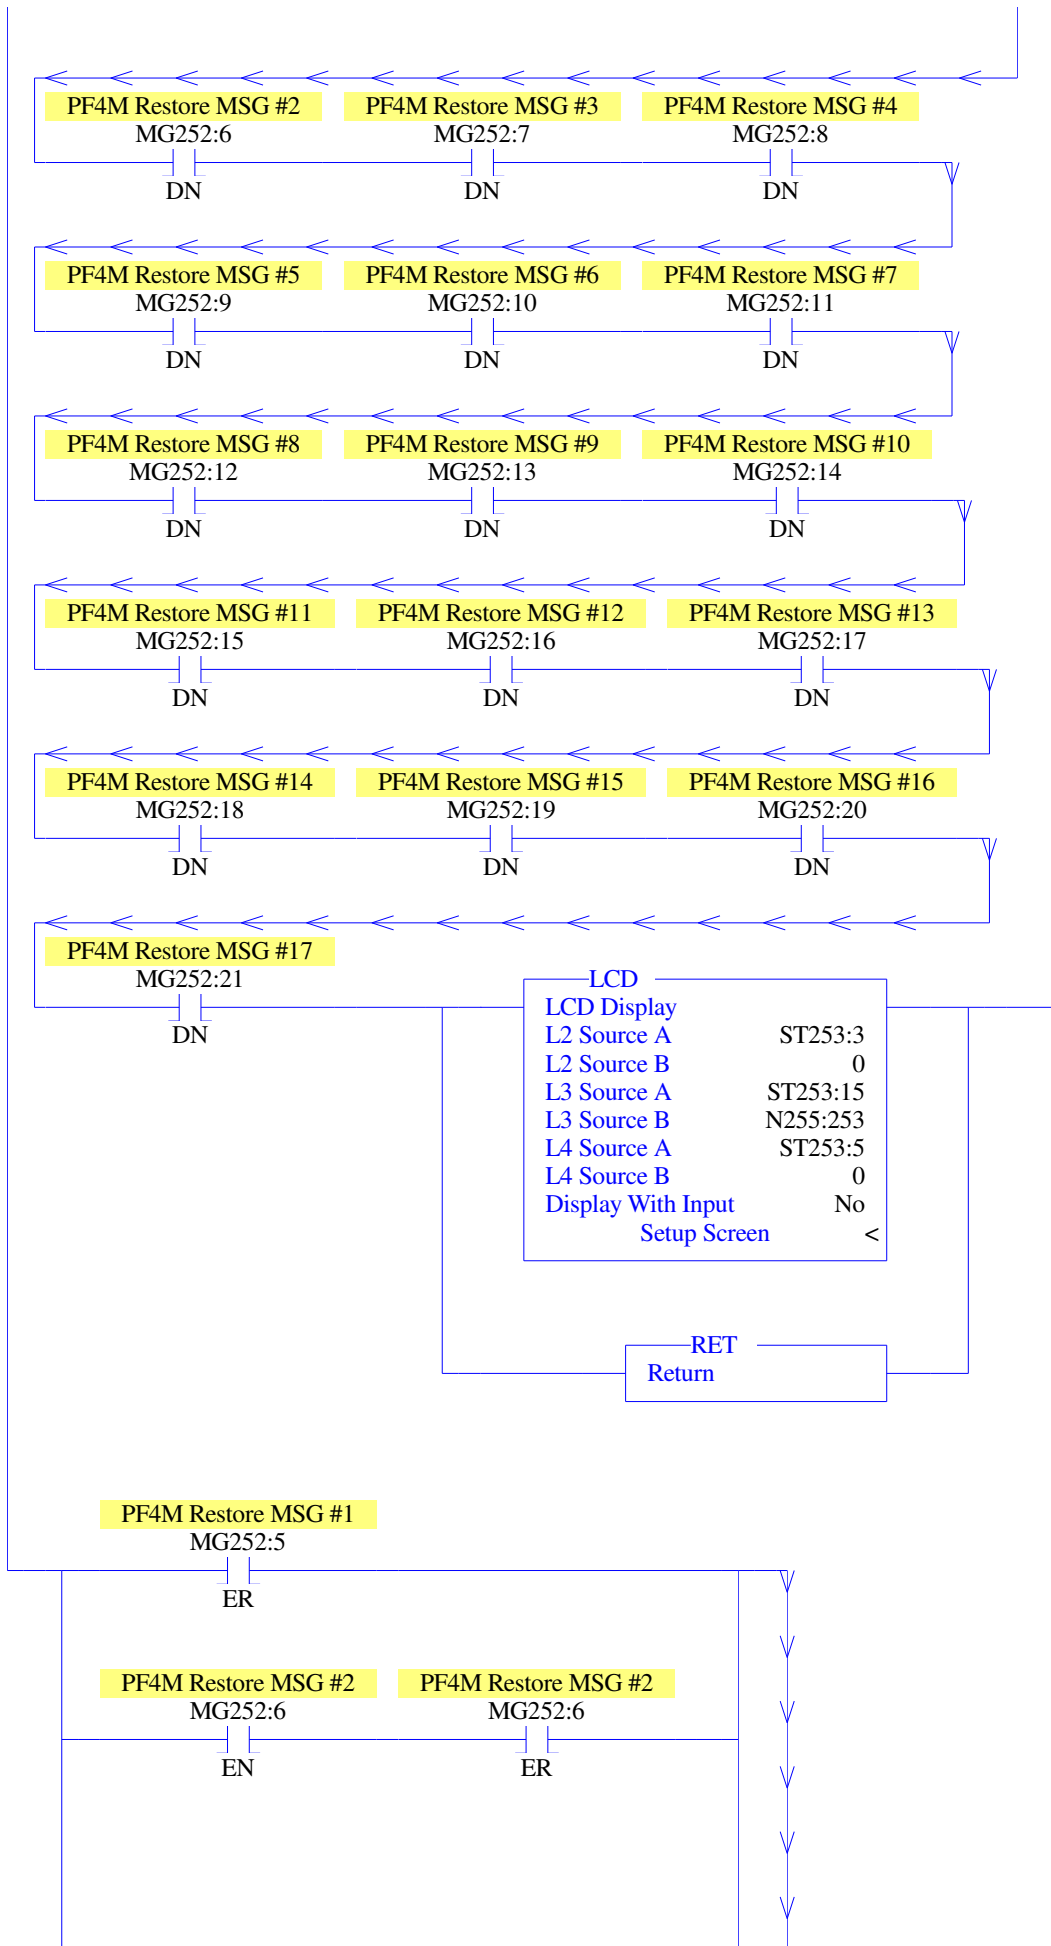 PF4M Restore MSG #2 PF4M Restore MSG #3 PF4M Restore MSG #4
MG252:6 MG252:7 MG252:8
DN DN DN
PF4M Restore MSG #5 PF4M Restore MSG #6 PF4M Restore MSG #7
MG252:9 MG252:10 MG252:11
DN DN DN
PF4M Restore MSG #8 PF4M Restore MSG #9 PF4M Restore MSG #10
MG252:12 MG252:13 MG252:14
DN DN DN
PF4M Restore MSG #11 PF4M Restore MSG #12 PF4M Restore MSG #13
MG252:15 MG252:16 MG252:17
DN DN DN
PF4M Restore MSG #14 PF4M Restore MSG #15 PF4M Restore MSG #16
MG252:18 MG252:19 MG252:20
DN DN DN
PF4M Restore MSG #17
MG252:21
DN
LCD
LCD Display
L2 Source A ST253:3
L2 Source B 0
L3 Source A ST253:15
L3 Source B N255:253
L4 Source A ST253:5
L4 Source B 0
Display With Input No
Setup Screen <
RET
Return
PF4M Restore MSG #1
MG252:5
ER
PF4M Restore MSG #2 PF4M Restore MSG #2
MG252:6 MG252:6
EN ER